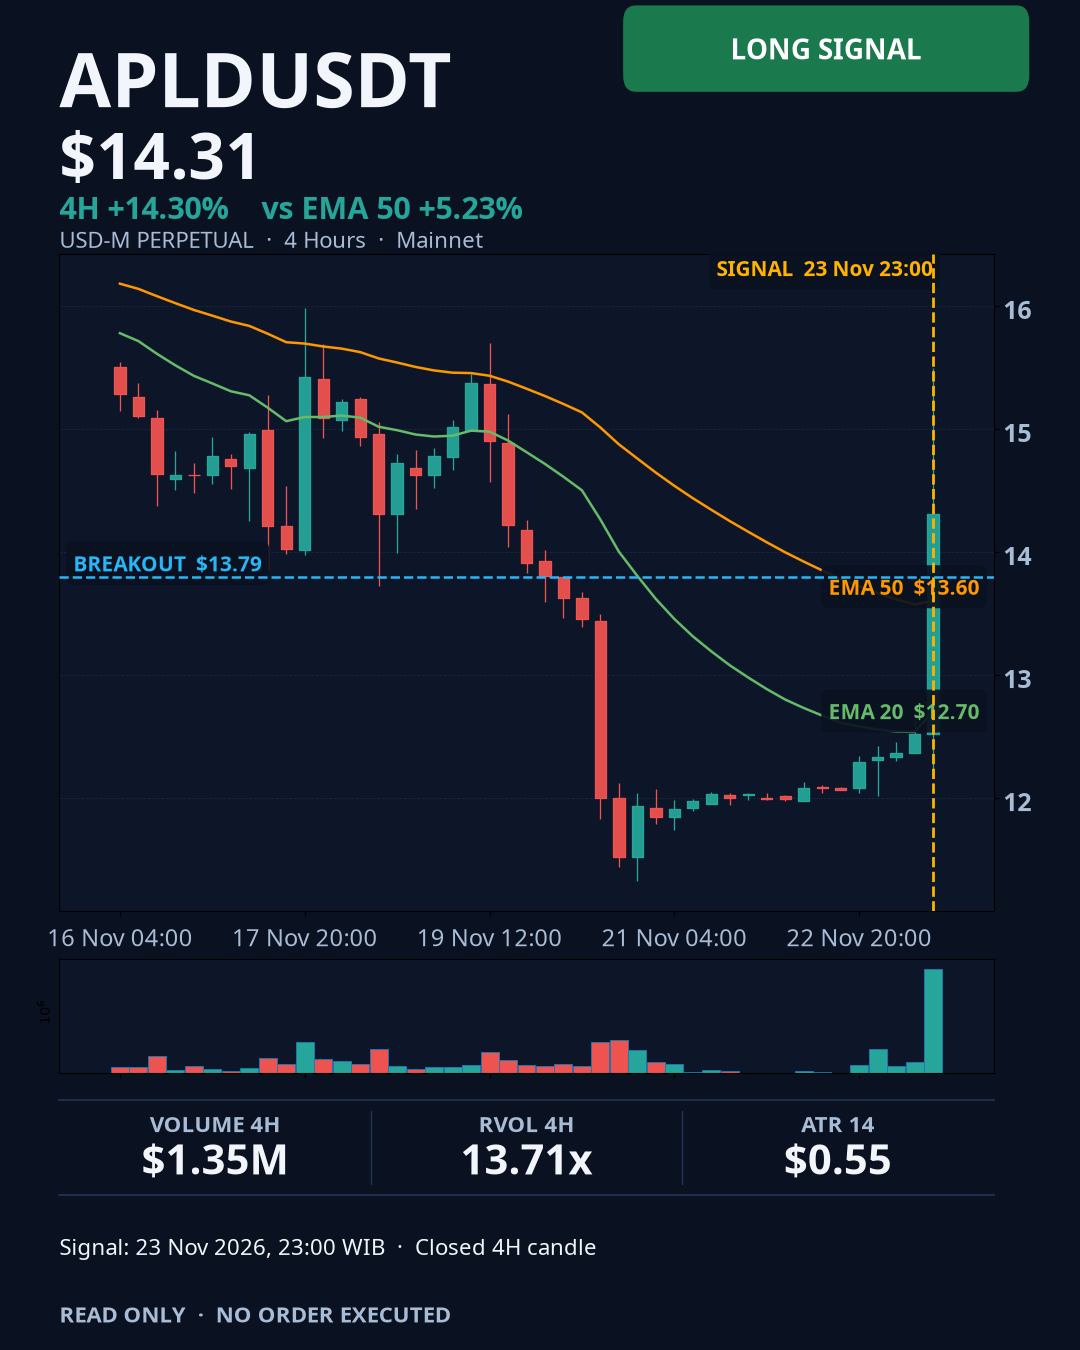 LONG SIGNAL
APLDUSDT
$14.31
4H +14.30% vs EMA 50 +5.23%
USD-M PERPETUAL · 4 Hours · Mainnet
SIGNAL 23 Nov 23:00
16
15
BREAKOUT $13.79
14
EMA 50 $13.60
13
EMA 20 $12.70
12
16 Nov 04:00 17 Nov 20:00 19 Nov 12:00 21 Nov 04:00 22 Nov 20:00
10⁶
VOLUME 4H RVOL 4H ATR 14
$1.35M 13.71x $0.55
Signal: 23 Nov 2026, 23:00 WIB · Closed 4H candle
READ ONLY · NO ORDER EXECUTED